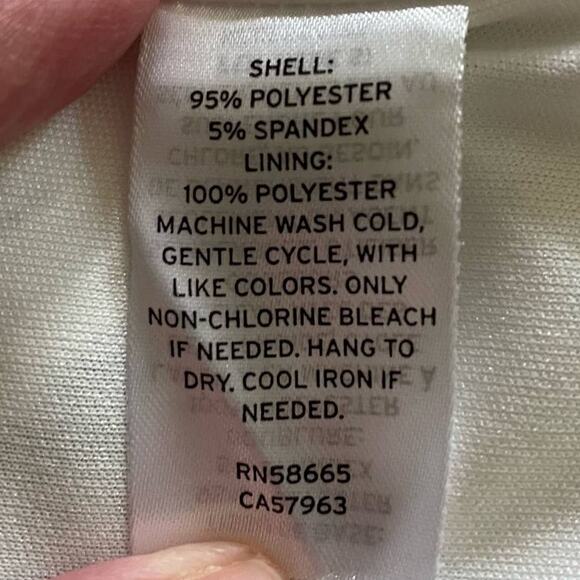 SHELL:
95% POLYESTER
5% SPANDEX
LINING:
100% POLYESTER
MACHINE WASH COLD,
GENTLE CYCLE, WITH
LIKE COLORS. ONLY
NON-CHLORINE BLEACH
IF NEEDED. HANG TO
DRY. COOL IRON IF
NEEDED.
RN58665
CA57963